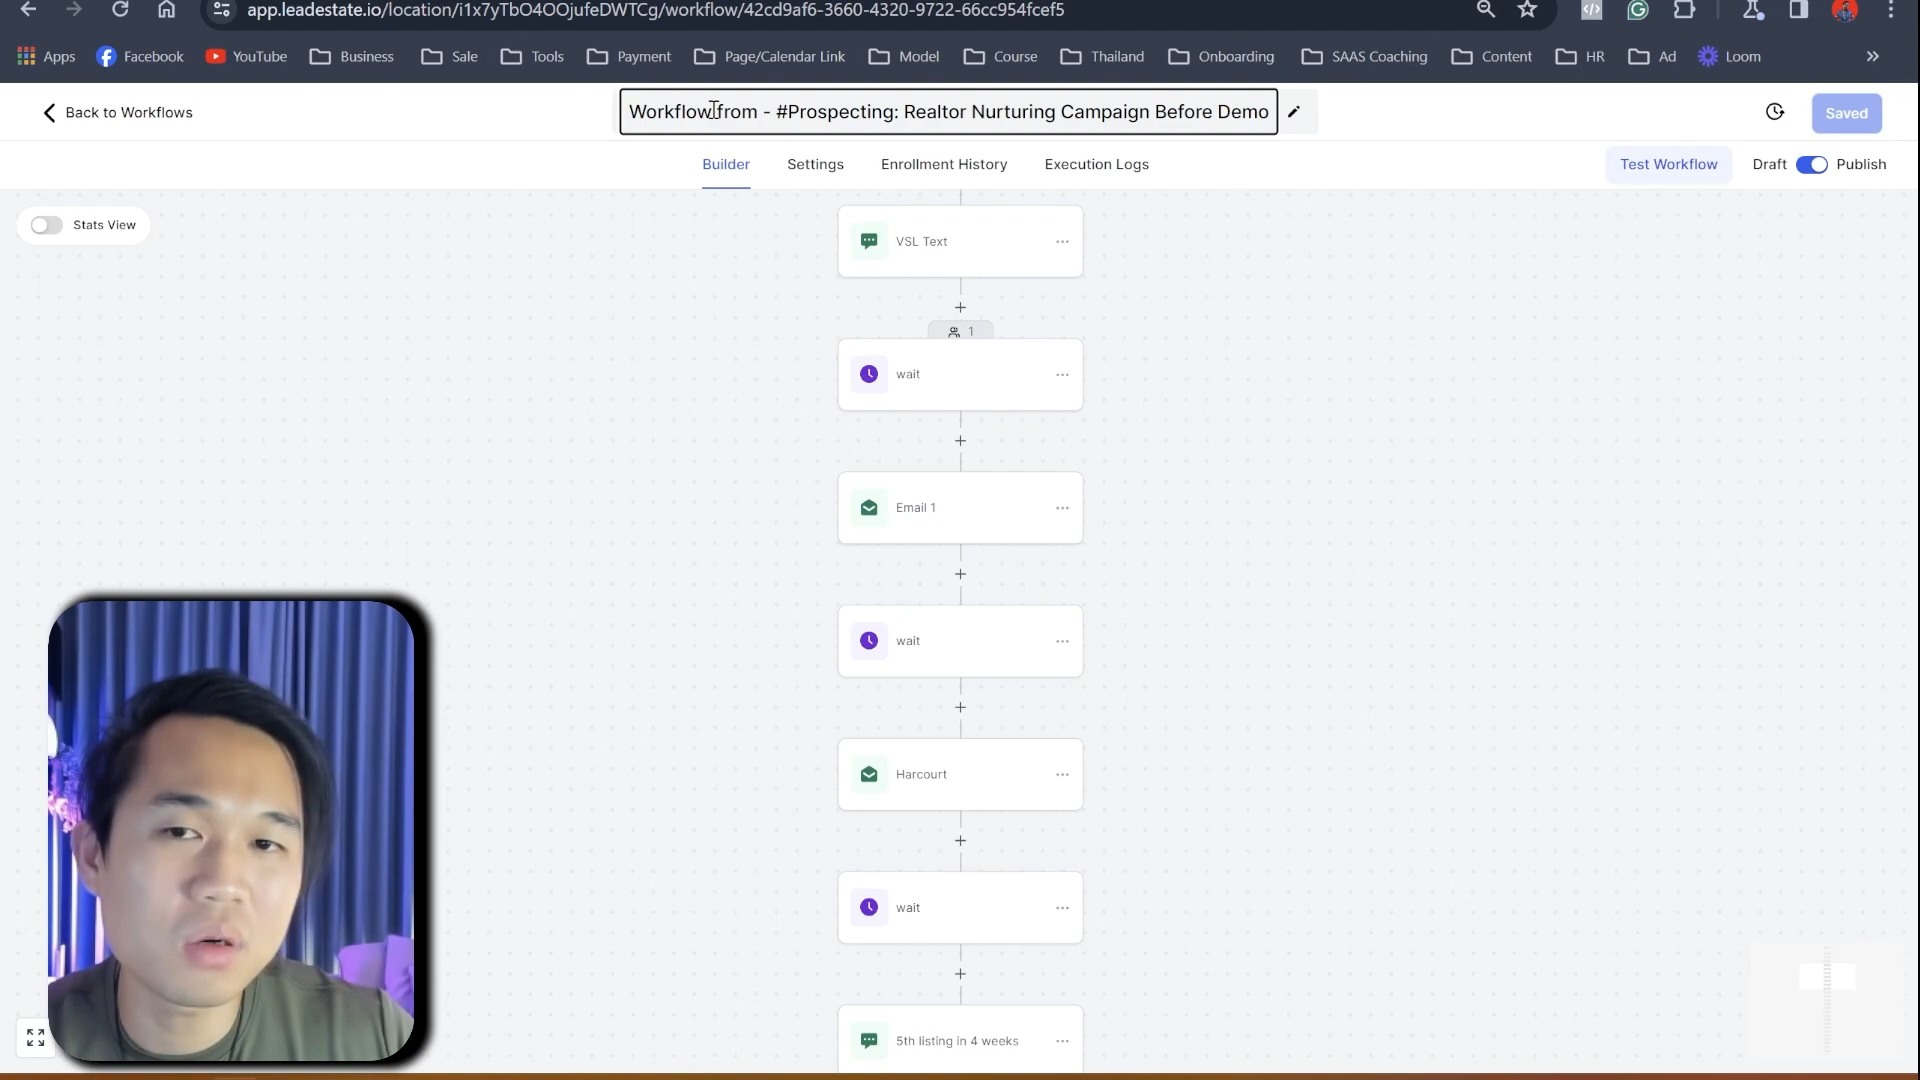 app.leadestate.io/location/i1x7yTbO4OOjufeDWTCg/workflow/42cd9af6-3660-4320-9722-66cc954fcef5
Apps Facebook YouTube Business Sale Tools Payment Page/Calendar Link Model Course Thailand Onboarding SAAS Coaching Content HR Ad Loom
Back to Workflows Workflow from - #Prospecting: Realtor Nurturing Campaign Before Demo Saved
Builder Settings Enrollment History Execution Logs Test Workflow Draft Publish
Stats View
VSL Text
1
wait
Email 1
wait
Harcourt
wait
5th listing in 4 weeks